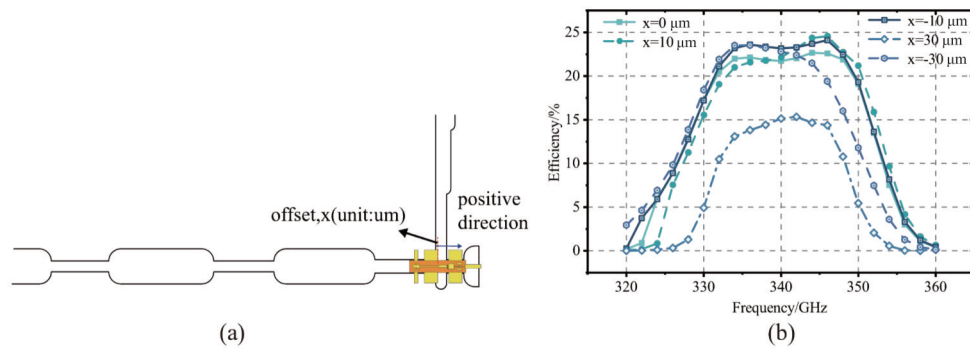 offset,x(unit:um)
positive
direction
(a)
x=0 μm
x=10 μm
x=-10 μm
x=30 μm
x=-30 μm
Efficiency/%
25
20
15
10
5
0
320
330
340
350
360
Frequency/GHz
(b)